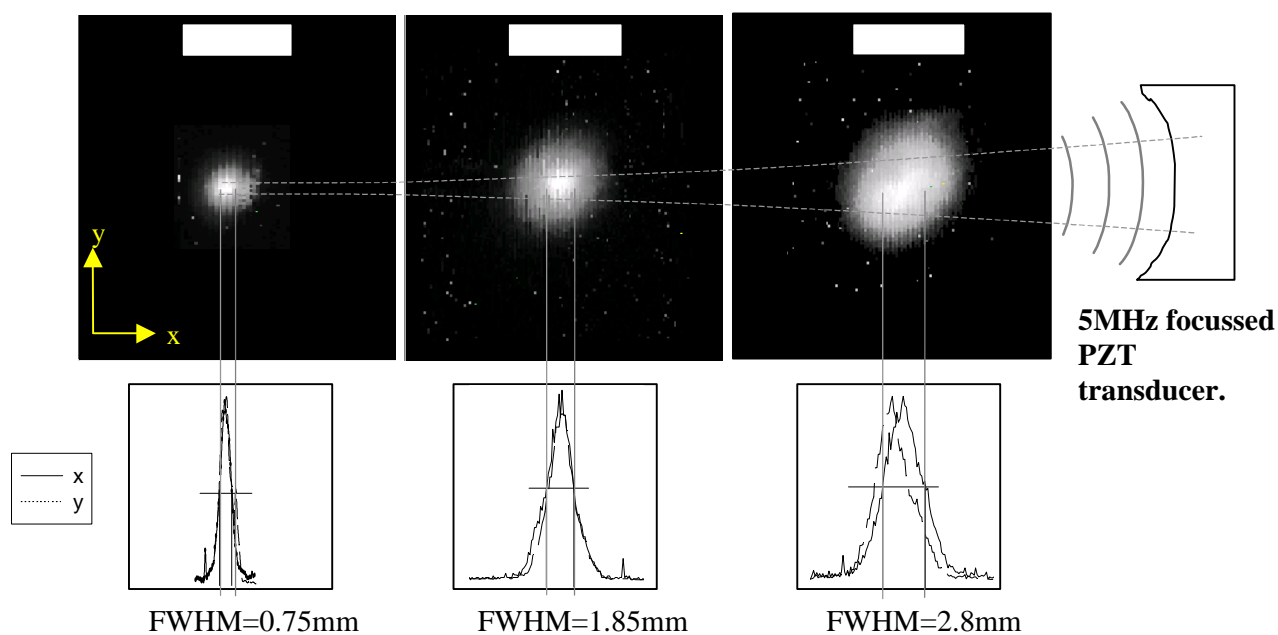 y
x
5MHz focussed
PZT
transducer.
x
y
FWHM=0.75mm
FWHM=1.85mm
FWHM=2.8mm